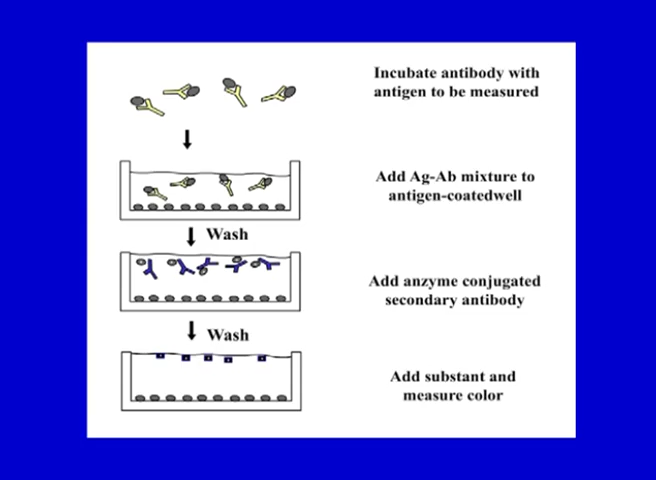 Incubate antibody with
antigen to be measured
Add Ag-Ab mixture to
antigen-coatedwell
Wash
Add anzyme conjugated
secondary antibody
Wash
Add substant and
measure color